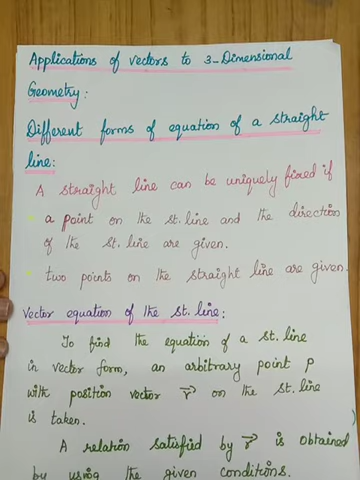 Applications of vectors to 3-Dimensional
Geometry:
Different forms of equation of a straight
line:
A straight line can be uniquely fixed if
a point on the st.line and the direction
of the st.line are given.
two points on the straight line are given.
Vector equation of the st.line:
To find the equation of a st.line
in vector form, an arbitrary point P
with position vector r⃗ on the st.line
is taken.
A relation satisfied by r⃗ is obtained
by using the given conditions.